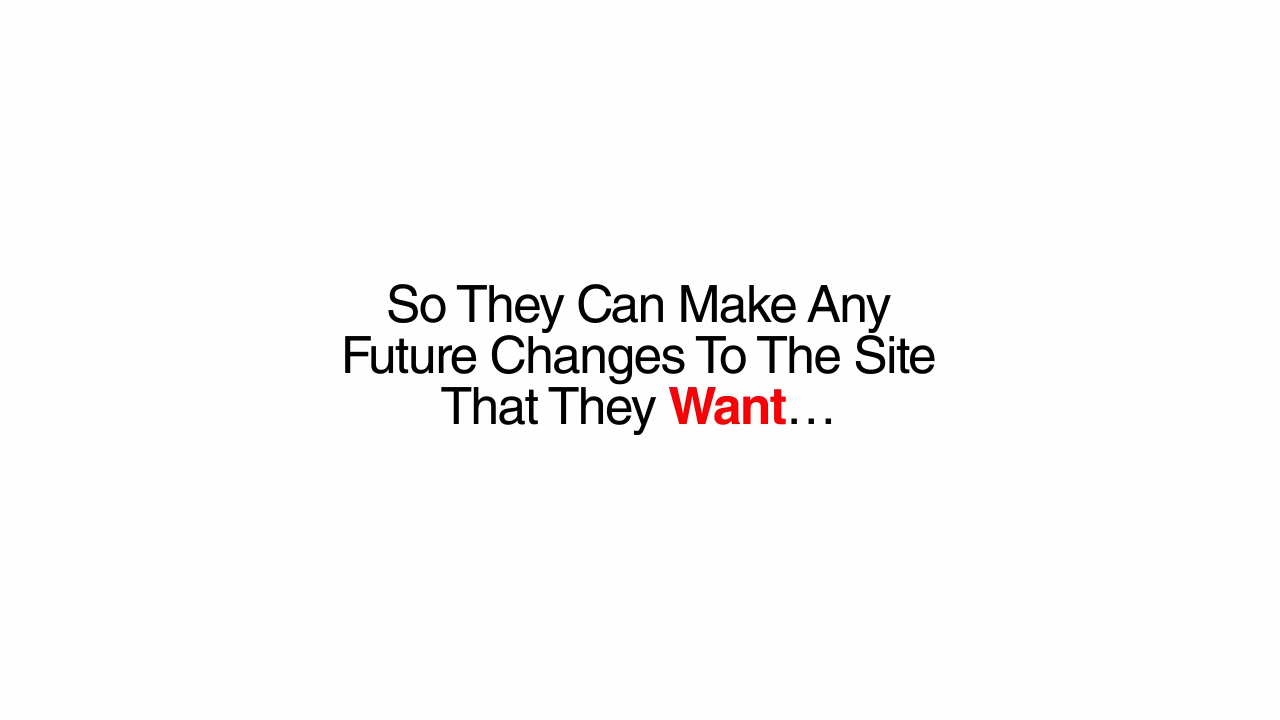 So They Can Make Any
Future Changes To The Site
That They Want…